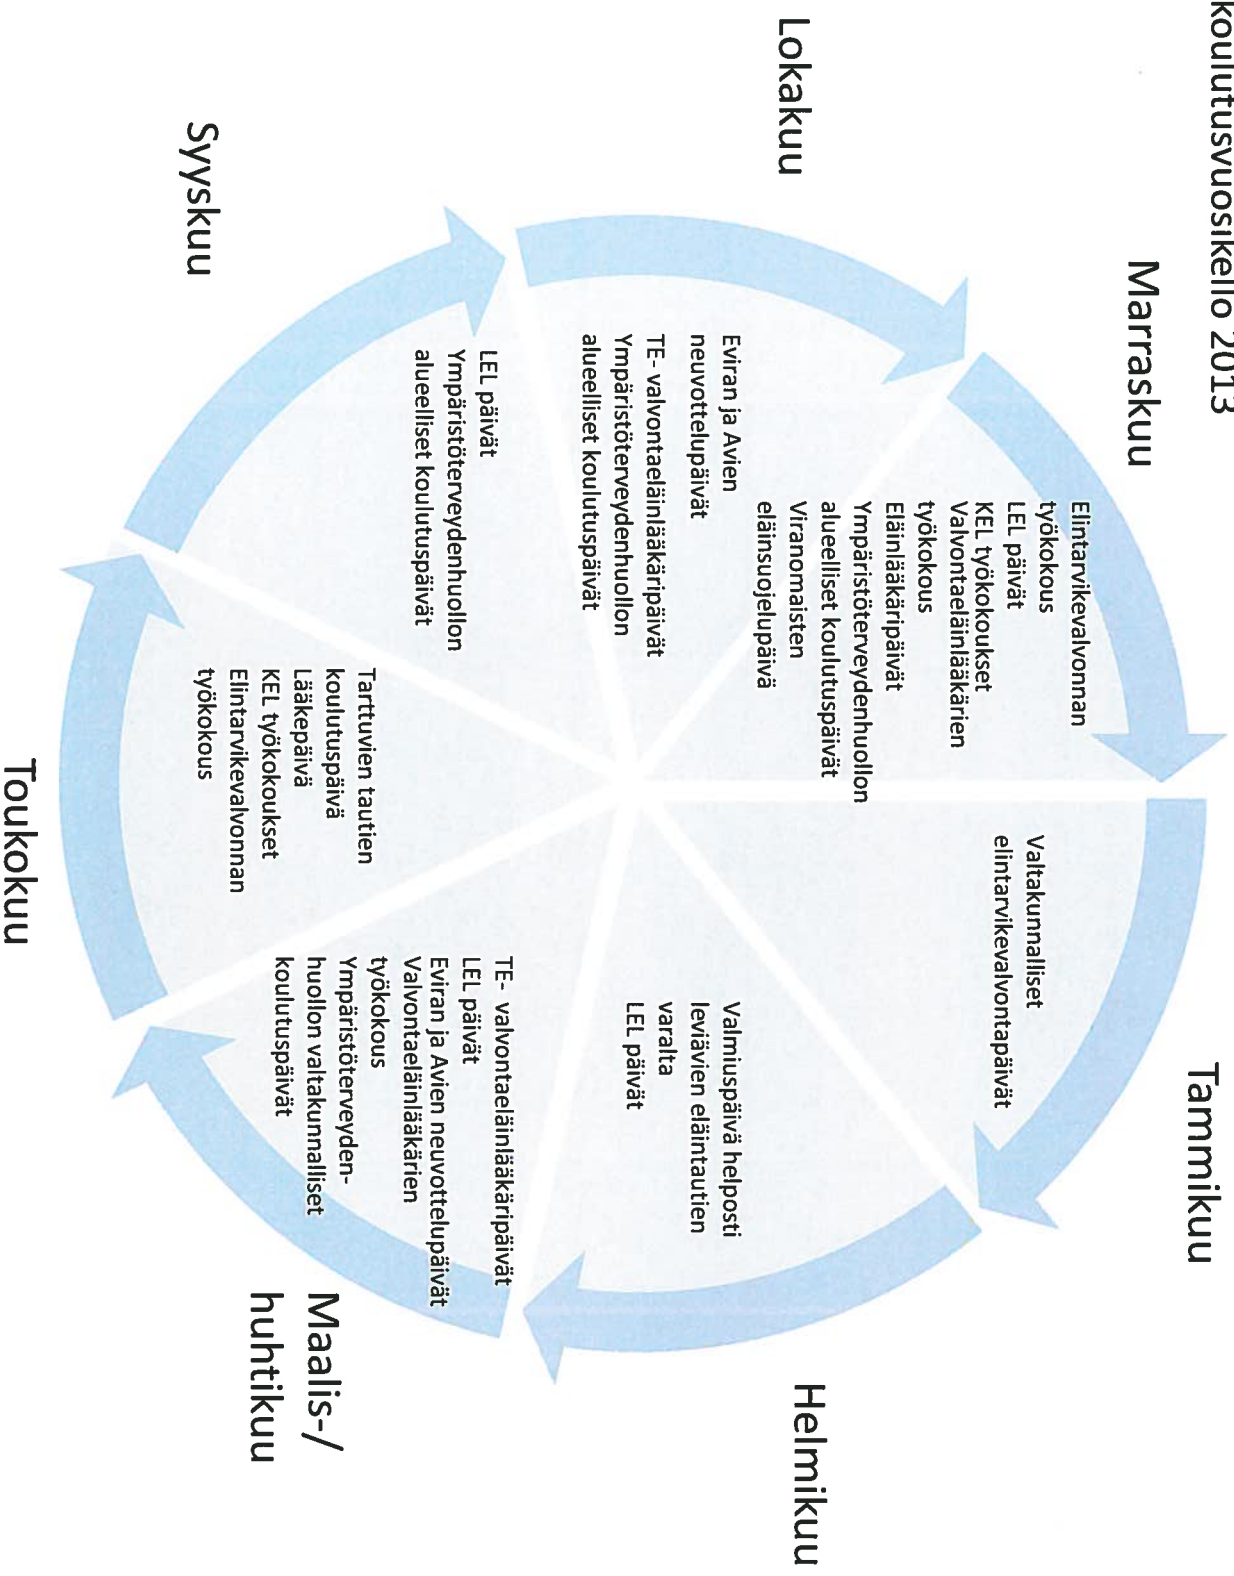 koulutusvuosikello 2013
Tammikuu
Valtakunnalliset
elintarvikevalvontapäivät
Helmikuu
Valmiuspäivä helposti
leviävien eläintautien
varalta
LEL päivät
Maalis-/
huhtikuu
TE- valvontaeläinlääkäripäivät
LEL päivät
Eviran ja Avien neuvottelupäivät
Valvontaeläinlääkärien
työkokous
Ympäristöterveyden-
huollon valtakunnalliset
koulutuspäivät
Toukokuu
Tarttuvien tautien
koulutuspäivä
Lääkepäivä
KEL työkokoukset
Elintarvikevalvonnan
työkokous
Syyskuu
LEL päivät
Ympäristöterveydenhuollon
alueelliset koulutuspäivät
Lokakuu
Eviran ja Avien
neuvottelupäivät
TE- valvontaeläinlääkäripäivät
Ympäristöterveydenhuollon
alueelliset koulutuspäivät
Marraskuu
Elintarvikevalvonnan
työkokous
LEL päivät
KEL työkokoukset
Valvontaeläinlääkärien
työkokous
Eläinlääkäripäivät
Ympäristöterveydenhuollon
alueelliset koulutuspäivät
Viranomaisten
eläinsuojelupäivä